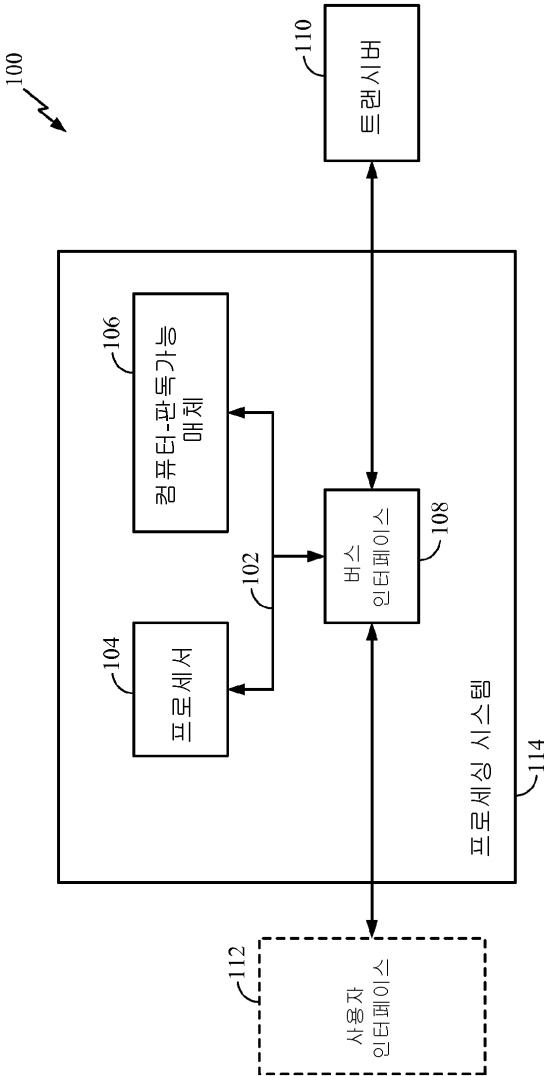 100
110
트랜시버
106
컴퓨터-판독가능
매체
104
프로세서
102
버스
인터페이스
108
프로세싱 시스템
114
112
사용자
인터페이스